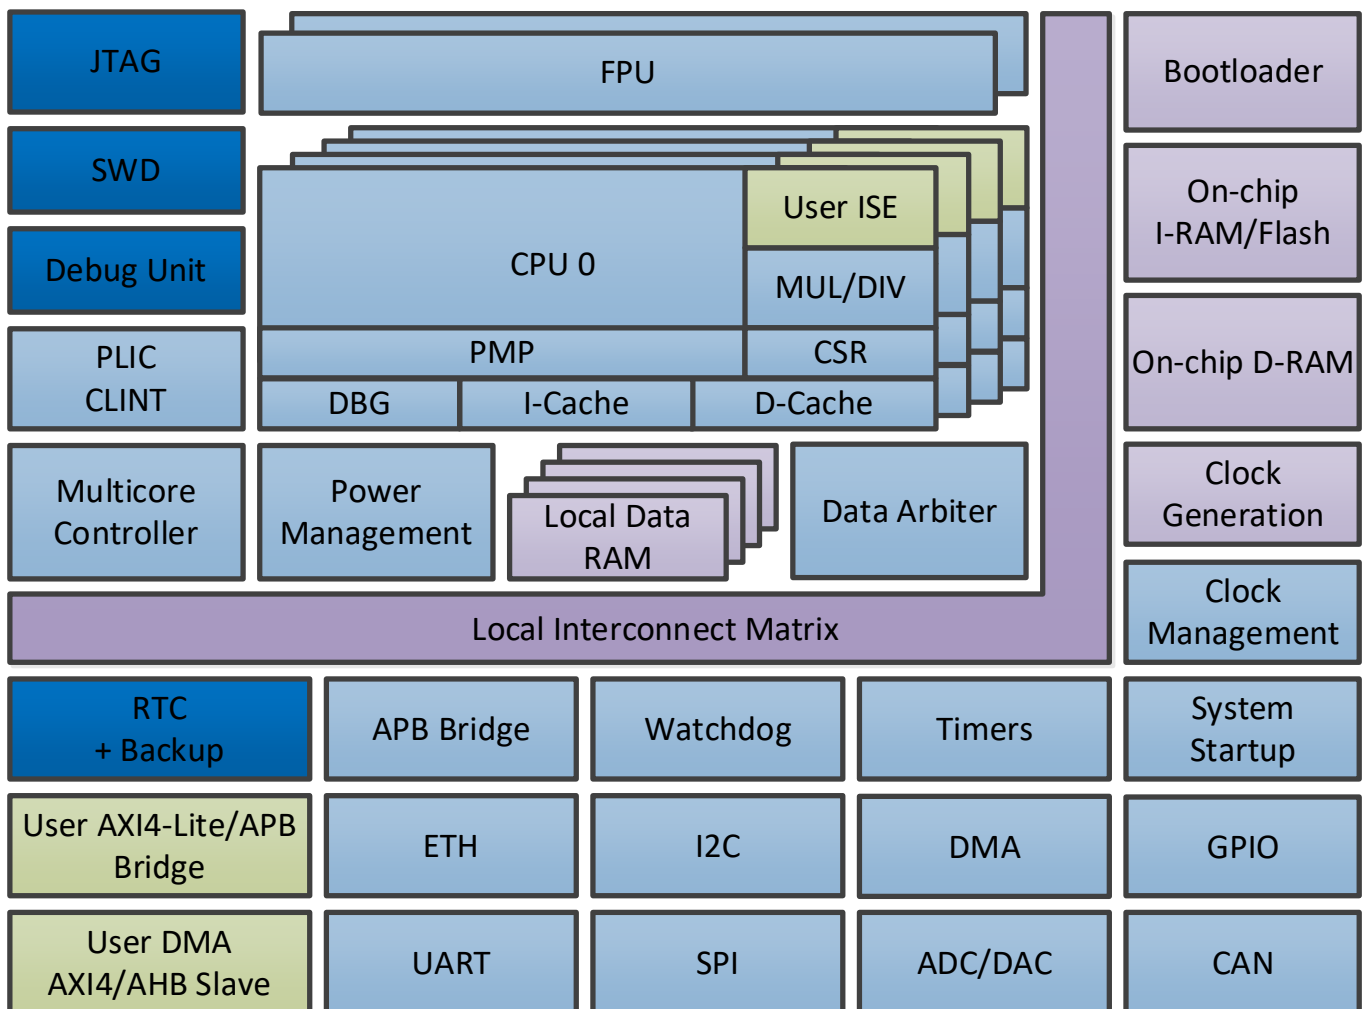 JTAG
FPU
Bootloader
SWD
User ISE
On-chip
I-RAM/Flash
Debug Unit
CPU 0
MUL/DIV
PLIC
CLINT
PMP
CSR
On-chip D-RAM
DBG
I-Cache
D-Cache
Multicore
Controller
Power
Management
Local Data
RAM
Data Arbiter
Clock
Generation
Local Interconnect Matrix
Clock
Management
RTC
+ Backup
APB Bridge
Watchdog
Timers
System
Startup
User AXI4-Lite/APB
Bridge
ETH
I2C
DMA
GPIO
User DMA
AXI4/AHB Slave
UART
SPI
ADC/DAC
CAN